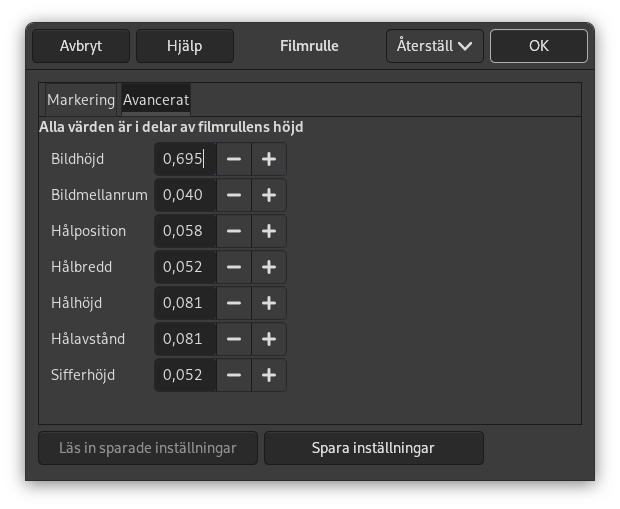 Avbryt Hjälp Filmrulle Återställ OK
Markering Avancerat
Alla värden är i delar av filmrullens höjd
Bildhöjd 0,695
Bildmellanrum 0,040
Hålposition 0,058
Hålbredd 0,052
Hålhöjd 0,081
Hålavstånd 0,081
Sifferhöjd 0,052
Läs in sparade inställningar Spara inställningar